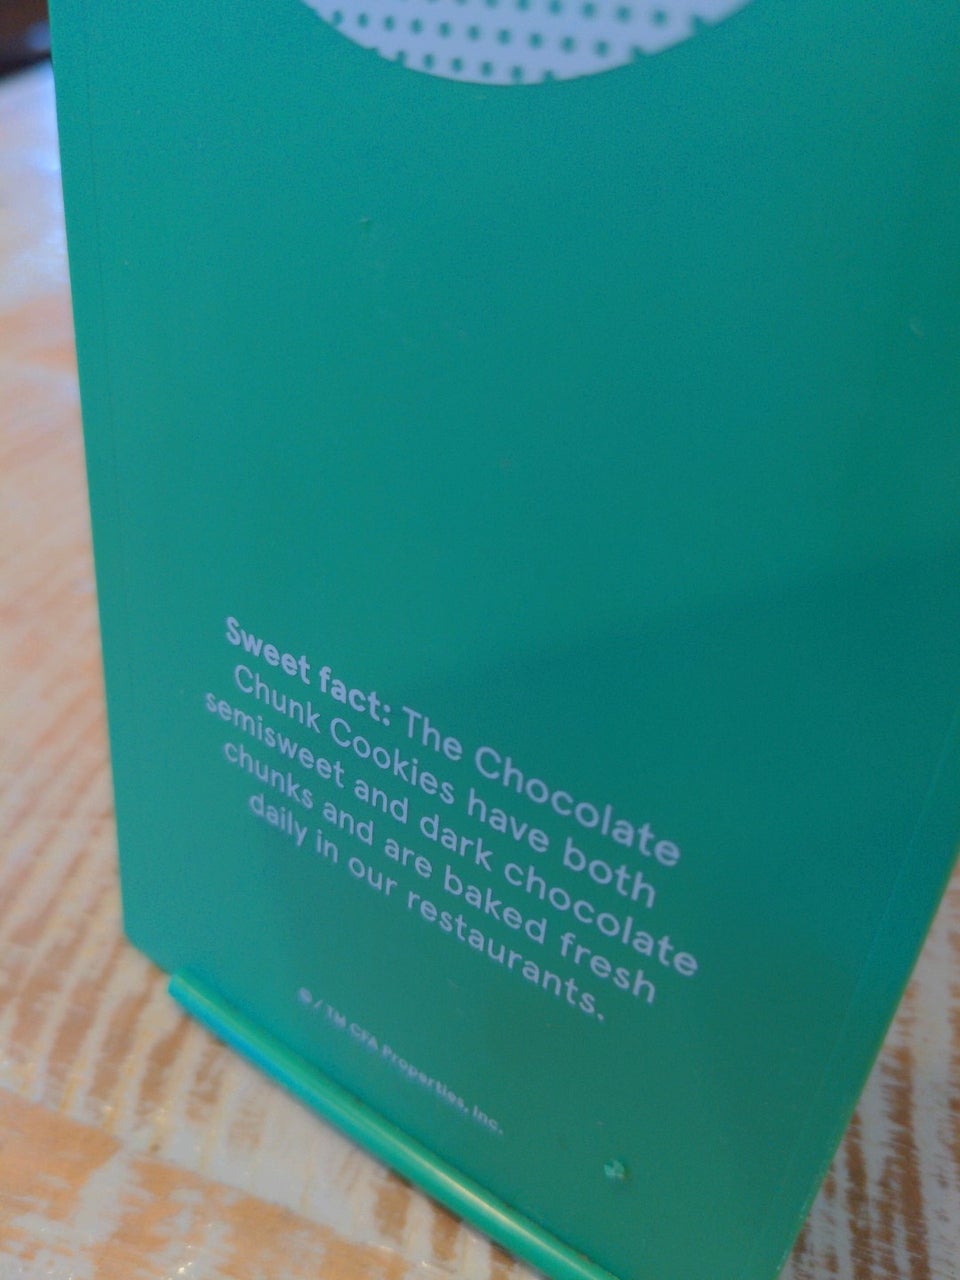 Sweet fact: The Chocolate
Chunk Cookies have both
semisweet and dark chocolate
chunks and are baked fresh
daily in our restaurants.
® / TM CFA Properties, Inc.